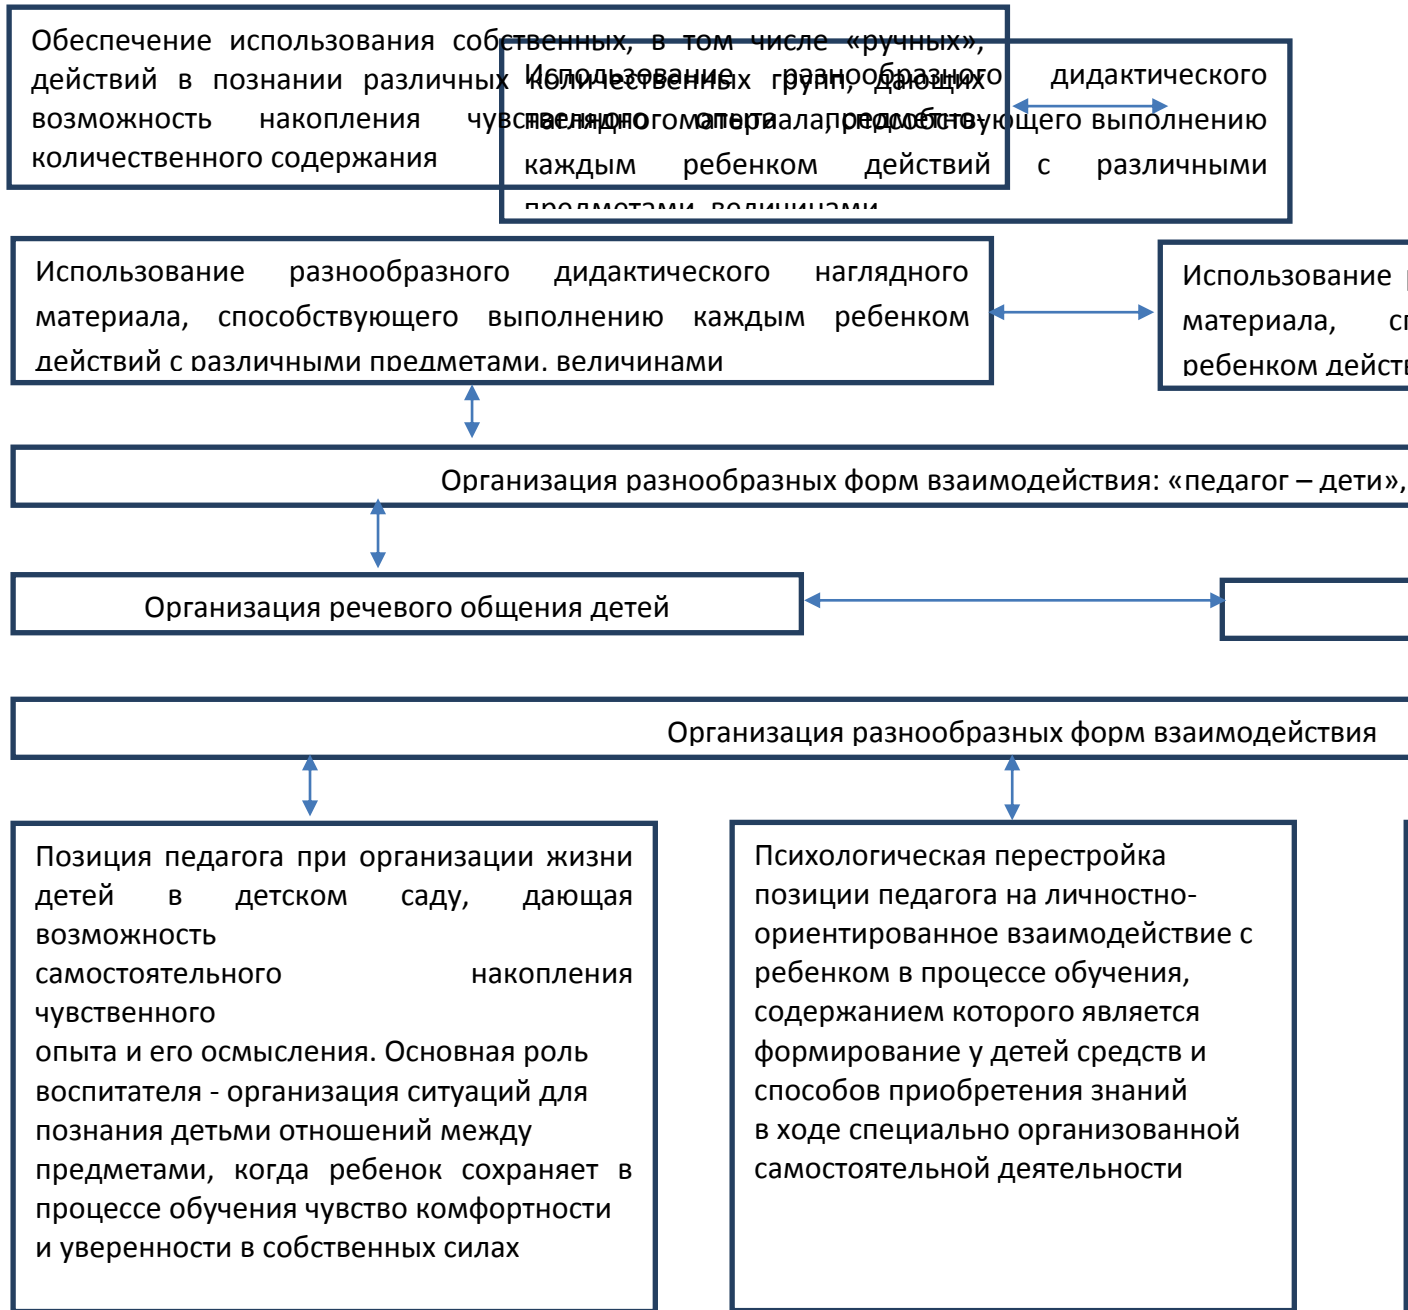 Обеспечение использования собственных, в том числе «ручных»,
действий в познании различных количественных групп, дающих
возможность накопления чувственного опыта предметно-
количественного содержания
Использование разнообразного дидактического
наглядного материала, способствующего выполнению
каждым ребенком действий с различными
предметами, величинами
Использование разнообразного дидактического наглядного
материала, способствующего выполнению каждым ребенком
действий с различными предметами. величинами
Использование
материала,
ребенком
Организация разнообразных форм взаимодействия: «педагог – дети»,
Организация речевого общения детей
Организация разнообразных форм взаимодействия
Позиция педагога при организации жизни
детей в детском саду, дающая
возможность
самостоятельного накопления
чувственного
опыта и его осмысления. Основная роль
воспитателя - организация ситуаций для
познания детьми отношений между
предметами, когда ребенок сохраняет в
процессе обучения чувство комфортности
и уверенности в собственных силах
Психологическая перестройка
позиции педагога на личностно-
ориентированное взаимодействие с
ребенком в процессе обучения,
содержанием которого является
формирование у детей средств и
способов приобретения знаний
в ходе специально организованной
самостоятельной деятельности